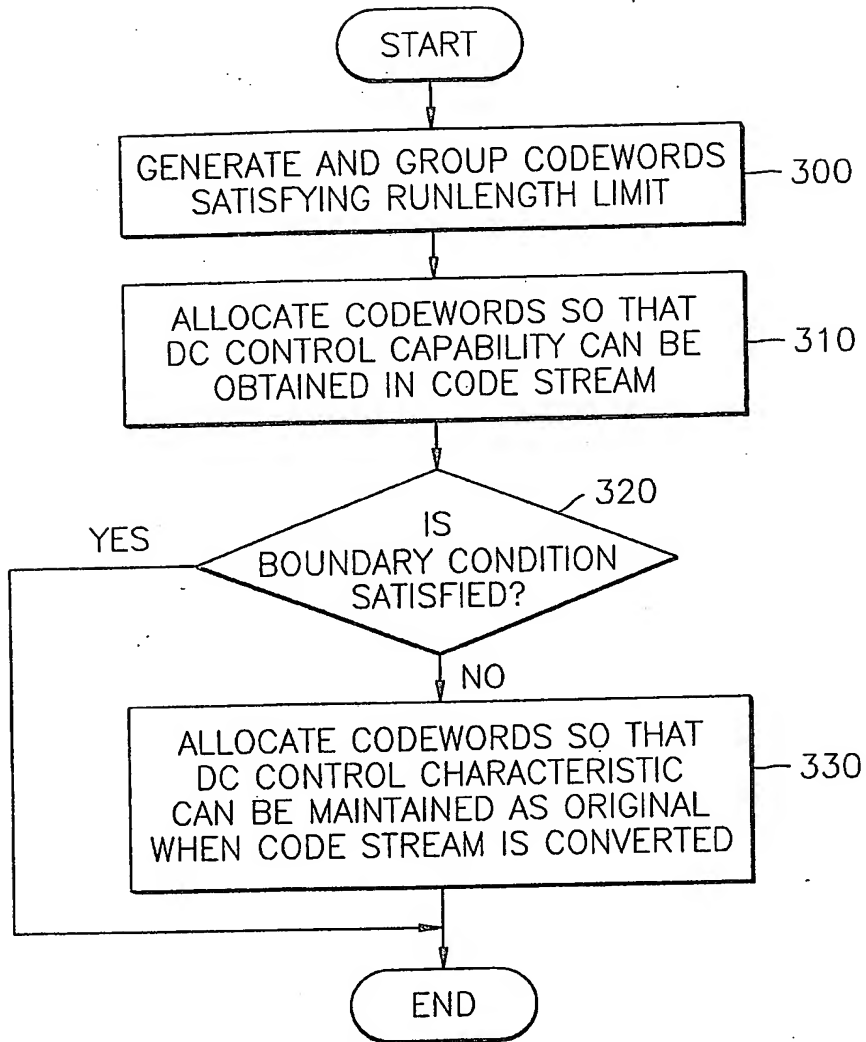 START
GENERATE AND GROUP CODEWORDS
SATISFYING RUNLENGTH LIMIT
300
ALLOCATE CODEWORDS SO THAT
DC CONTROL CAPABILITY CAN BE
OBTAINED IN CODE STREAM
310
320
YES
IS
BOUNDARY CONDITION
SATISFIED?
NO
ALLOCATE CODEWORDS SO THAT
DC CONTROL CHARACTERISTIC
CAN BE MAINTAINED AS ORIGINAL
WHEN CODE STREAM IS CONVERTED
330
END